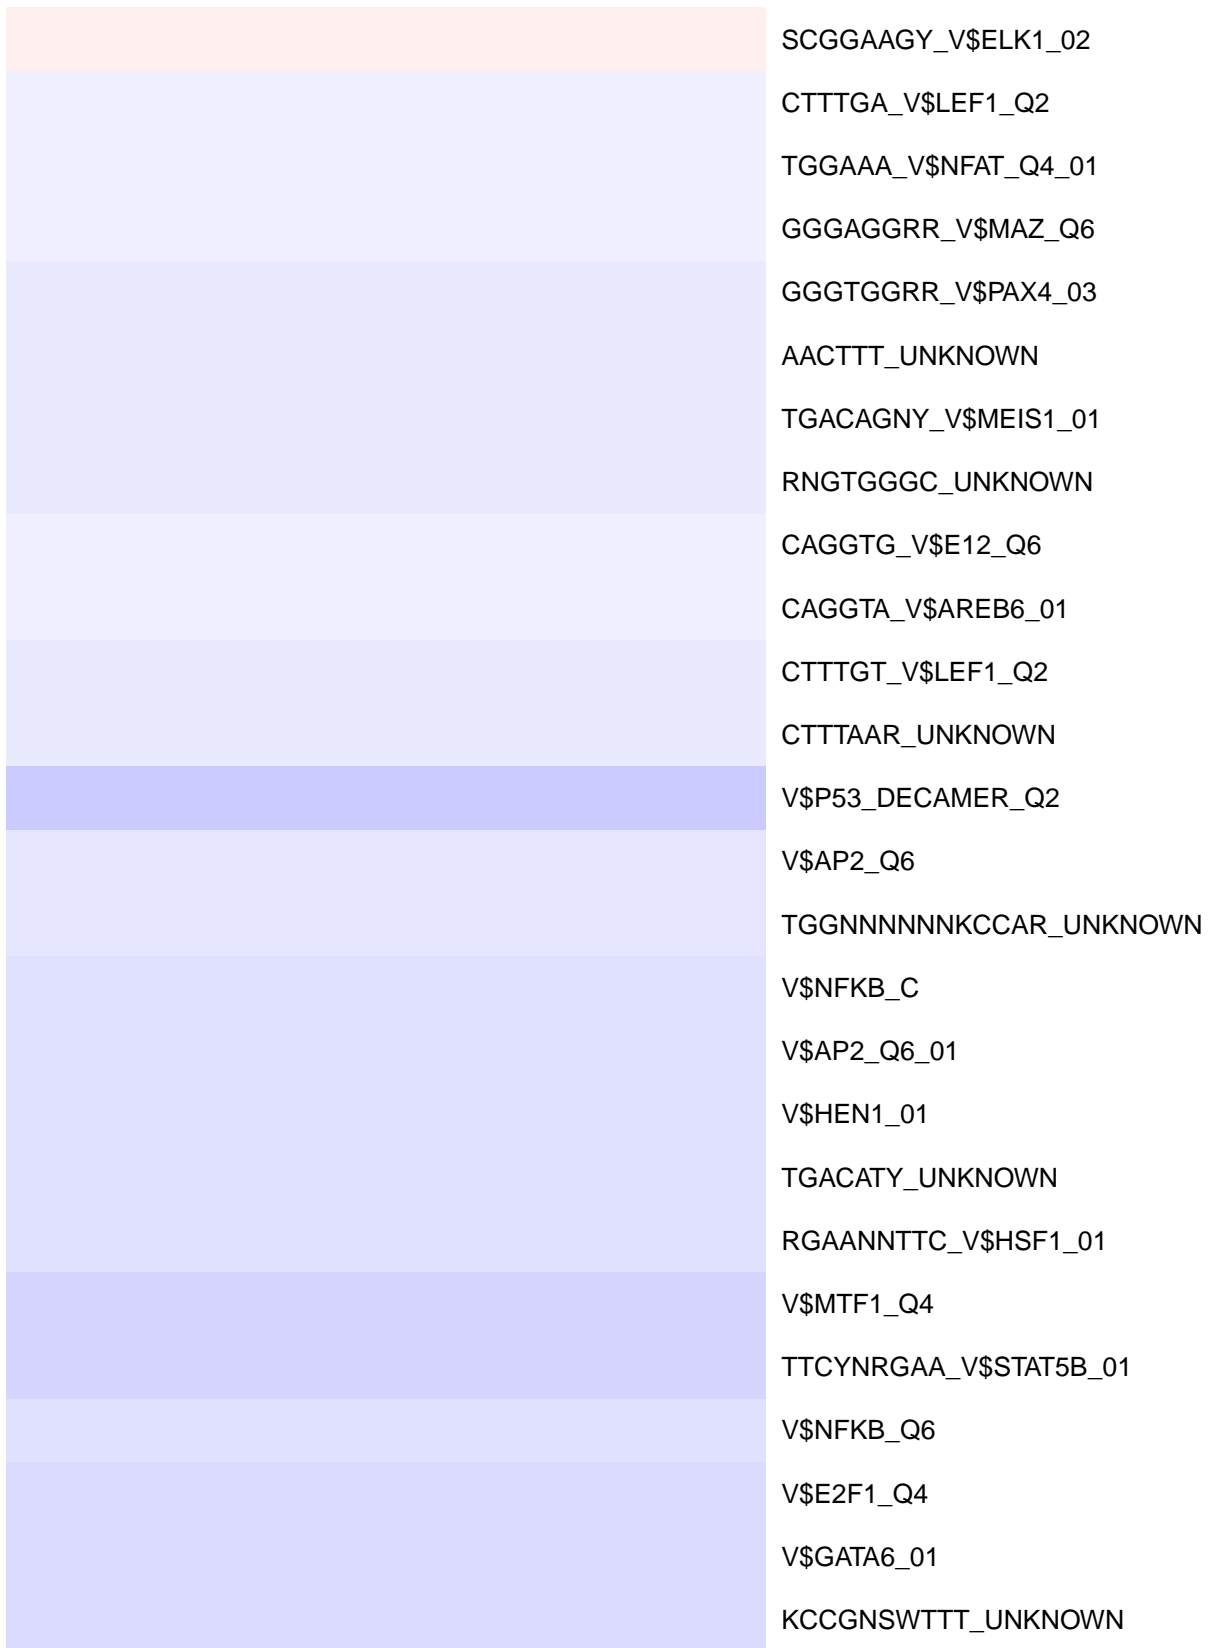 SCGGAAGY_V$ELK1_02
CTTTGA_V$LEF1_Q2
TGGAAA_V$NFAT_Q4_01
GGGAGGRR_V$MAZ_Q6
GGGTGGRR_V$PAX4_03
AACTTT_UNKNOWN
TGACAGNY_V$MEIS1_01
RNGTGGGC_UNKNOWN
CAGGTG_V$E12_Q6
CAGGTA_V$AREB6_01
CTTTGT_V$LEF1_Q2
CTTTAAR_UNKNOWN
V$P53_DECAMER_Q2
V$AP2_Q6
TGGNNNNNNKCCAR_UNKNOWN
V$NFKB_C
V$AP2_Q6_01
V$HEN1_01
TGACATY_UNKNOWN
RGAANNTTC_V$HSF1_01
V$MTF1_Q4
TTCYNRGAA_V$STAT5B_01
V$NFKB_Q6
V$E2F1_Q4
V$GATA6_01
KCCGNSWTTT_UNKNOWN